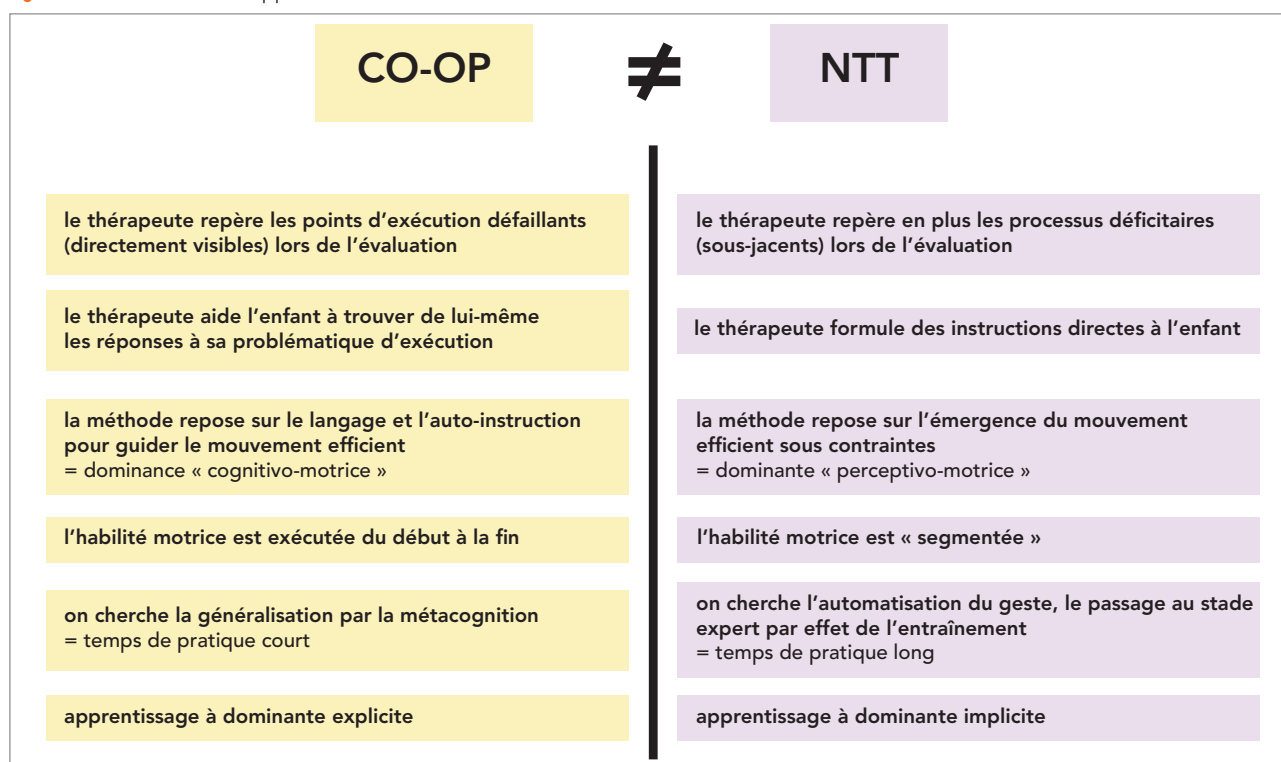 CO-OP
≠
NTT
le thérapeute repère les points d’exécution défaillants
(directement visibles) lors de l’évaluation
le thérapeute repère en plus les processus déficitaires
(sous-jacents) lors de l’évaluation
le thérapeute aide l’enfant à trouver de lui-même
les réponses à sa problématique d’exécution
le thérapeute formule des instructions directes à l’enfant
la méthode repose sur le langage et l’auto-instruction
pour guider le mouvement efficient
= dominance « cognitivo-motrice »
la méthode repose sur l’émergence du mouvement
efficient sous contraintes
= dominante « perceptivo-motrice »
l’habilité motrice est exécutée du début à la fin
l’habilité motrice est « segmentée »
on cherche la généralisation par la métacognition
= temps de pratique court
on cherche l’automatisation du geste, le passage au stade
expert par effet de l’entraînement
= temps de pratique long
apprentissage à dominante explicite
apprentissage à dominante implicite